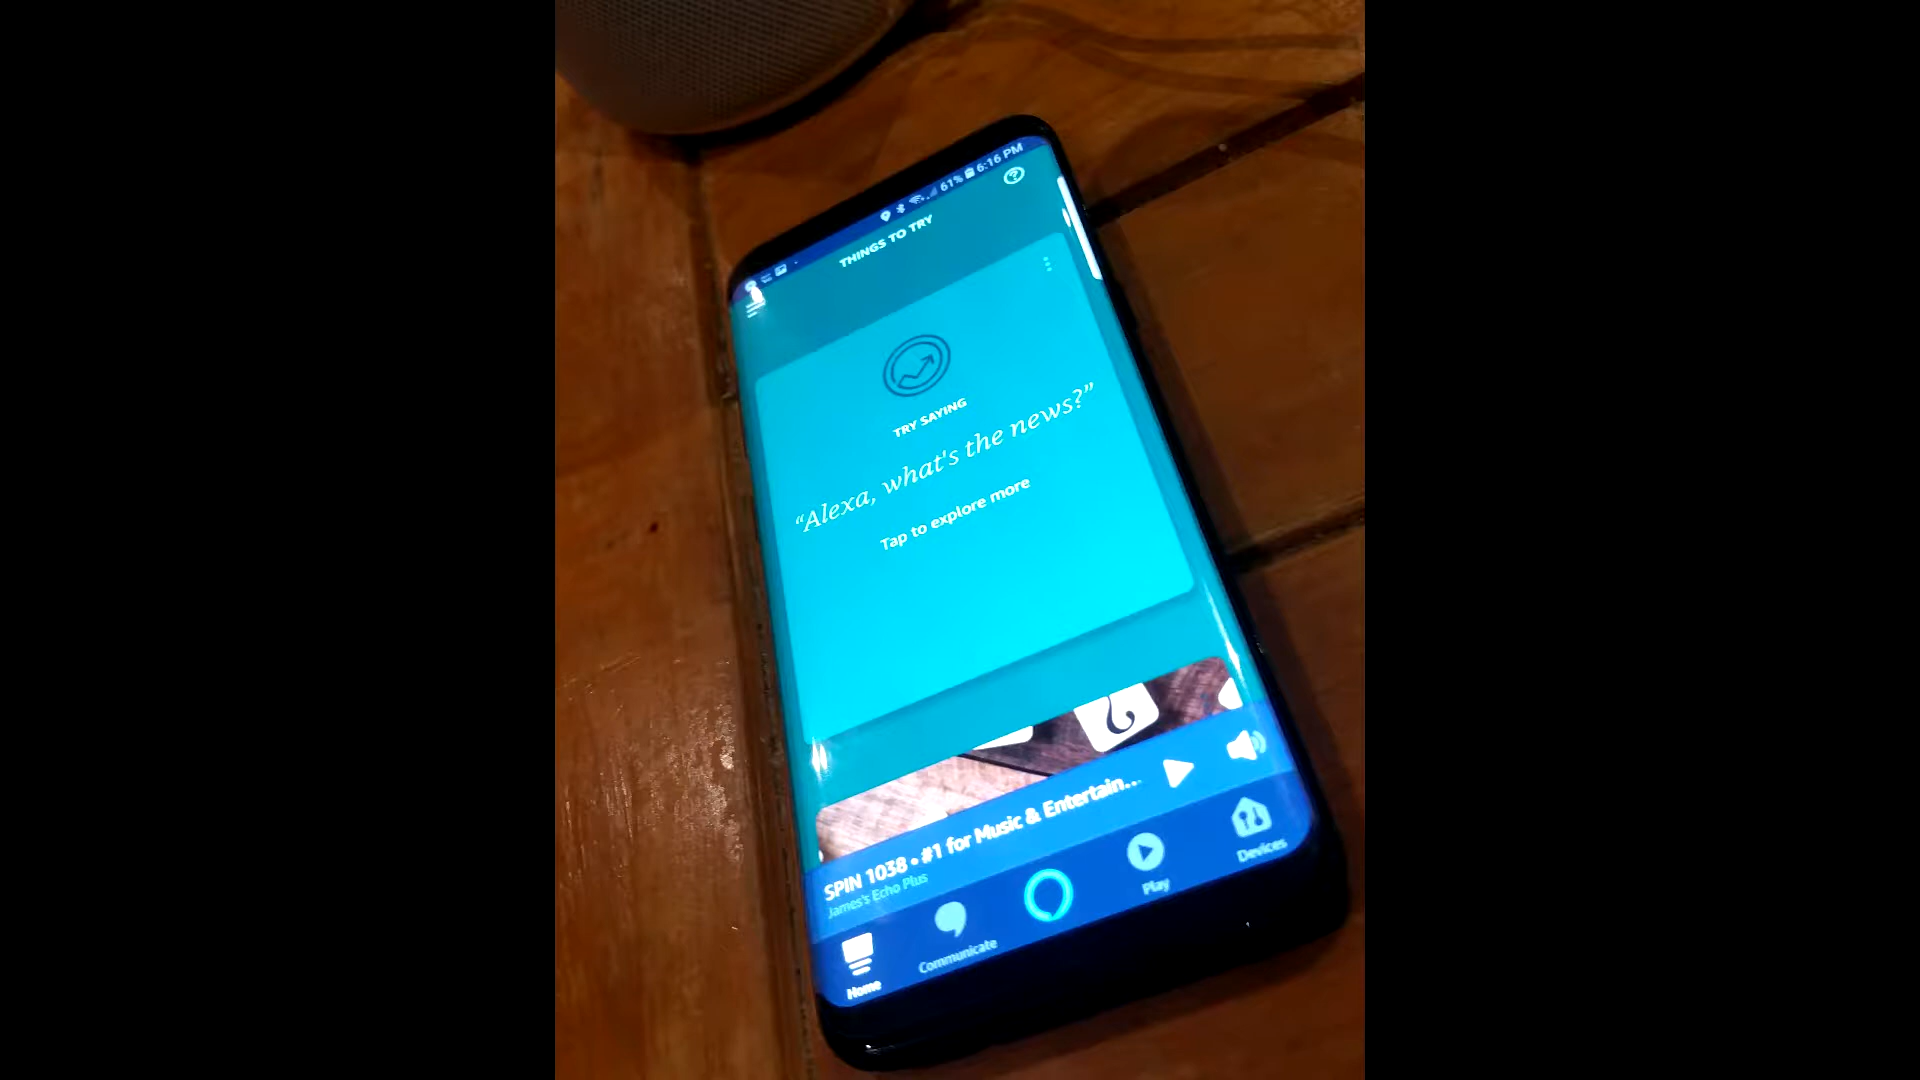 61% 6:16 PM
THINGS TO TRY
TRY SAYING
“Alexa, what's the news?”
Tap to explore more
SPIN 1038 • #1 for Music & Entertain...
James's Echo Plus
Home
Communicate
Play
Devices